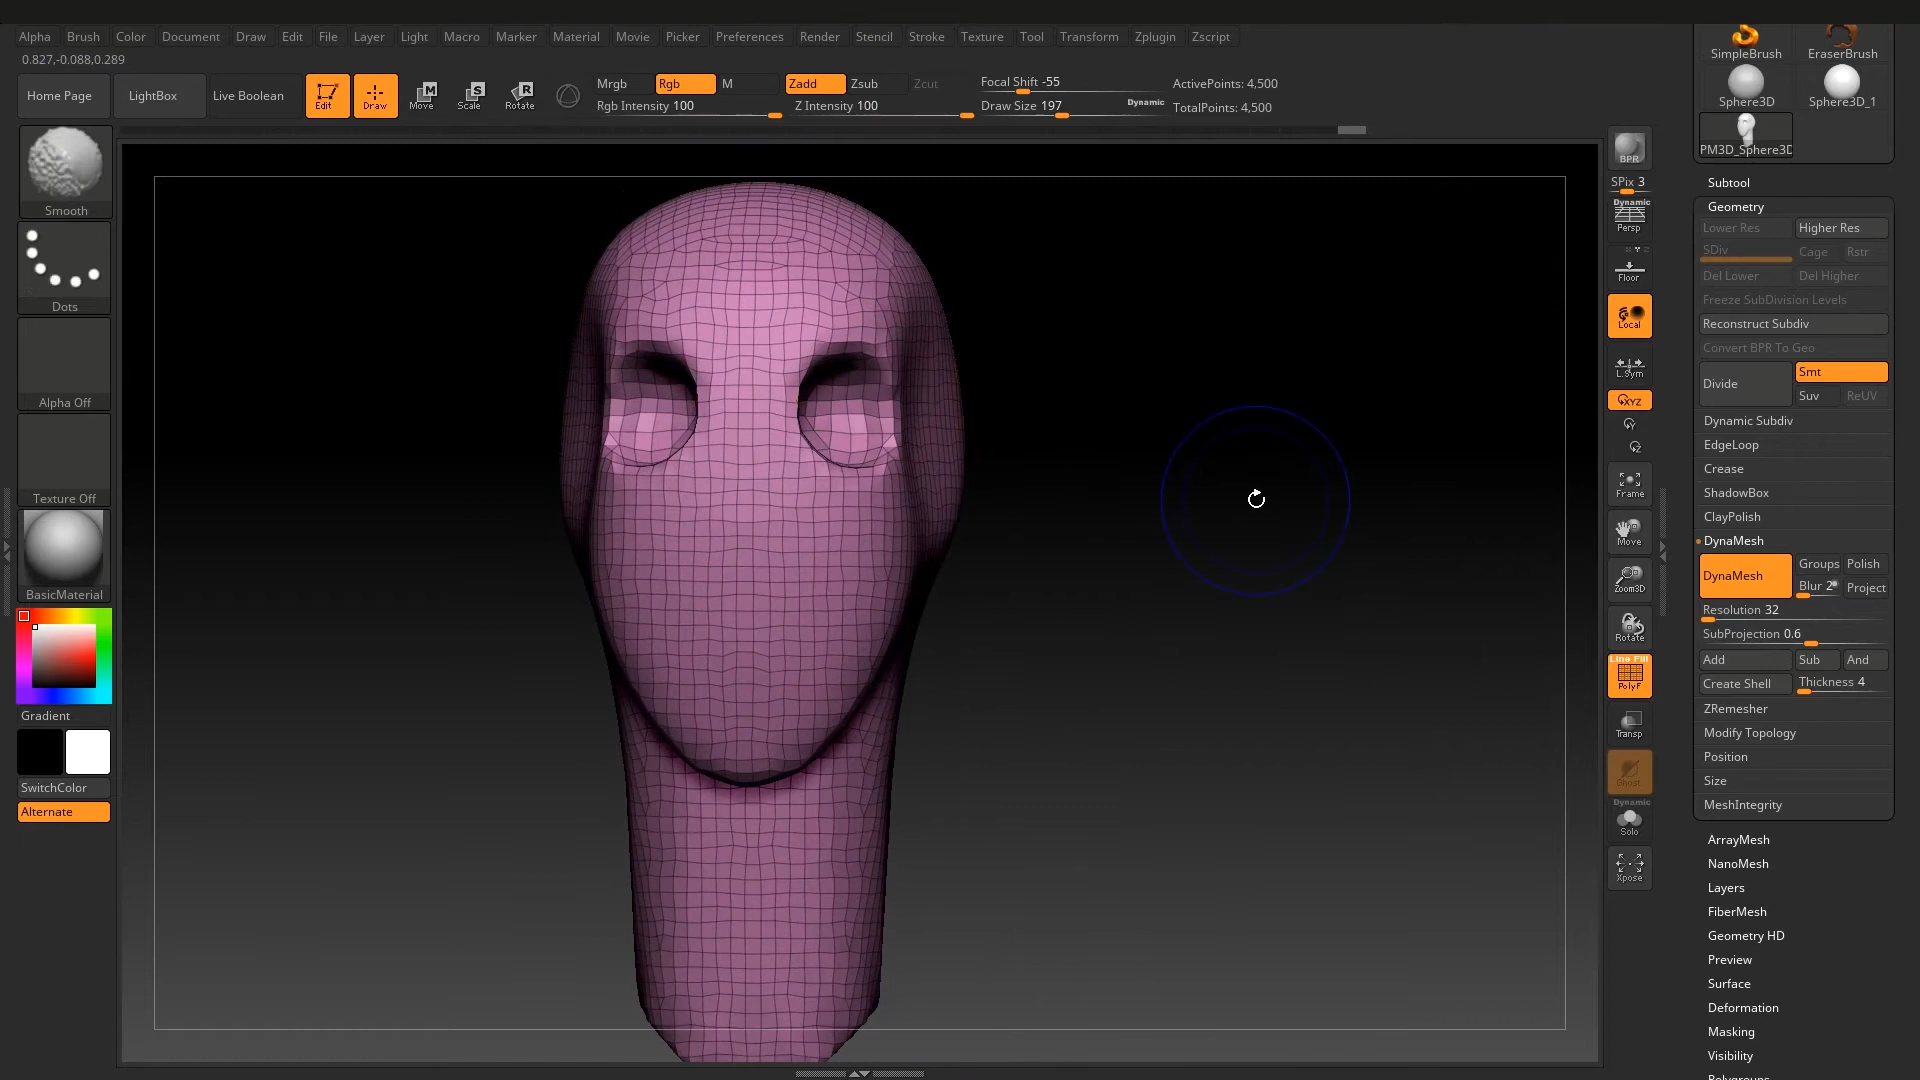 Alpha Brush Color Document Draw Edit File Layer Light Macro Marker Material Movie Picker Preferences Render Stencil Stroke Texture Tool Transform Zplugin Zscript
0.827,-0.088,0.289
Home Page LightBox Live Boolean Edit Draw Move Scale Rotate
Mrgb Rgb M Zadd Zsub Zcut Focal Shift -55 ActivePoints: 4,500
Rgb Intensity 100 Z Intensity 100 Draw Size 197 Dynamic TotalPoints: 4,500
Smooth
Dots
Alpha Off
Texture Off
BasicMaterial
Gradient
SwitchColor
Alternate
BPR
SPix 3
Dynamic
Persp
Floor
Local
L.Sym
XYZ
Y
Z
Frame
Move
Zoom3D
Rotate
Line Fill
PolyF
Transp
Ghost
Dynamic
Solo
Xpose
SimpleBrush EraserBrush
Sphere3D Sphere3D_1
PM3D_Sphere3D
Subtool
Geometry
Lower Res Higher Res
SDiv Cage Rstr
Del Lower Del Higher
Freeze SubDivision Levels
Reconstruct Subdiv
Convert BPR To Geo
Divide Smt
Suv ReUV
Dynamic Subdiv
EdgeLoop
Crease
ShadowBox
ClayPolish
DynaMesh
DynaMesh Groups Polish
Blur 2 Project
Resolution 32
SubProjection 0.6
Add Sub And
Create Shell Thickness 4
ZRemesher
Modify Topology
Position
Size
MeshIntegrity
ArrayMesh
NanoMesh
Layers
FiberMesh
Geometry HD
Preview
Surface
Deformation
Masking
Visibility
Polygroups